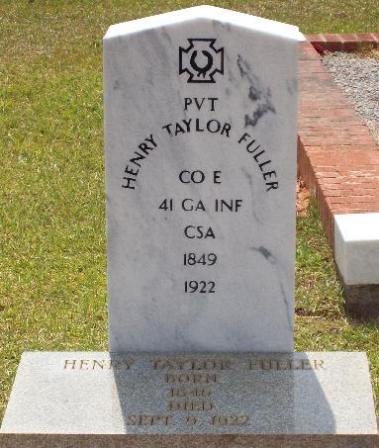 PVT
HENRY TAYLOR FULLER
CO E
41 GA INF
CSA
1849
1922
HENRY TAYLOR FULLER
BORN
1846
DIED
SEPT. 9, 1922